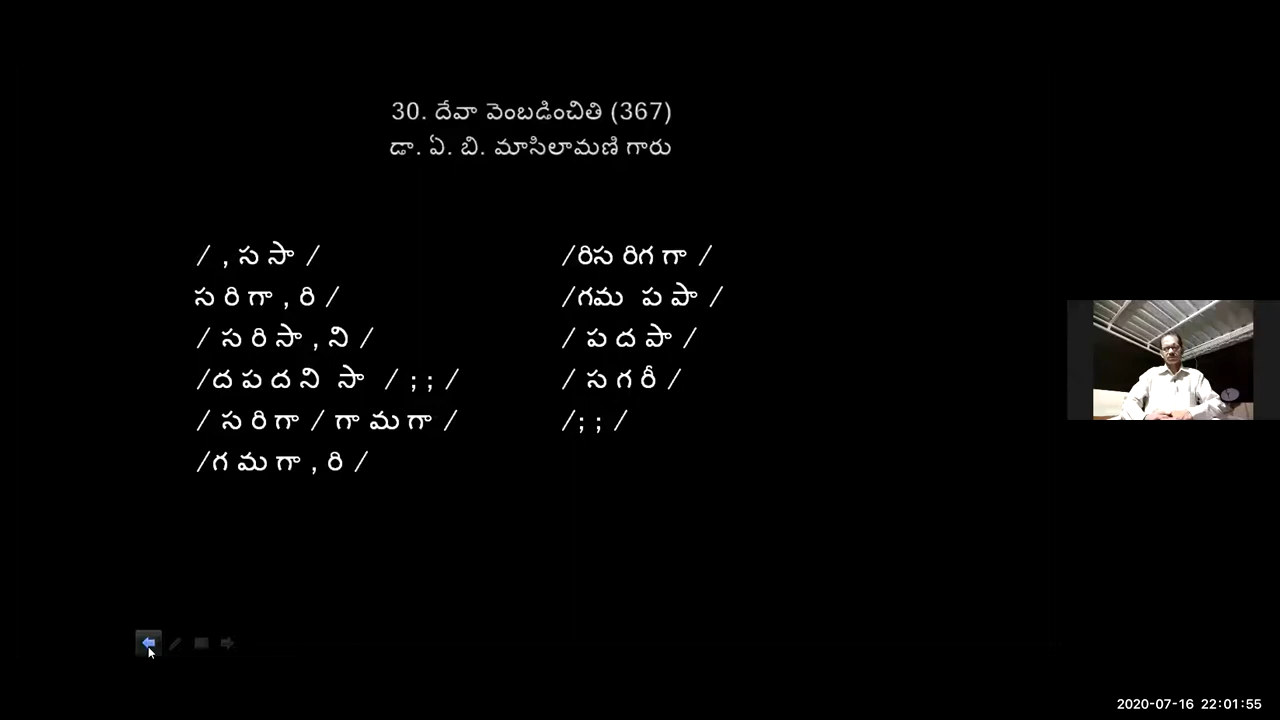 30. దేవా వెంబడించితి (367)
డా. ఏ. బి. మాసిలామణి గారు
/ , స సా /
స రి గా , రి /
/ స రి సా , ని /
/ద ప ద ని సా / ; ; /
/ స రి గా / గా మ గా /
/గ మ గా , రి /
/రిస రిగ గా /
/గమ ప పా /
/ ప ద పా /
/ స గ రీ /
/; ; /
2020-07-16 22:01:55